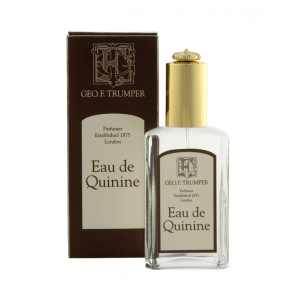 GEO. F. TRUMPER
Perfumer
Established 1875
London
Eau de
Quinine
GEO. F. TRUMPER
Perfumer
Established 1875
London
Eau de
Quinine